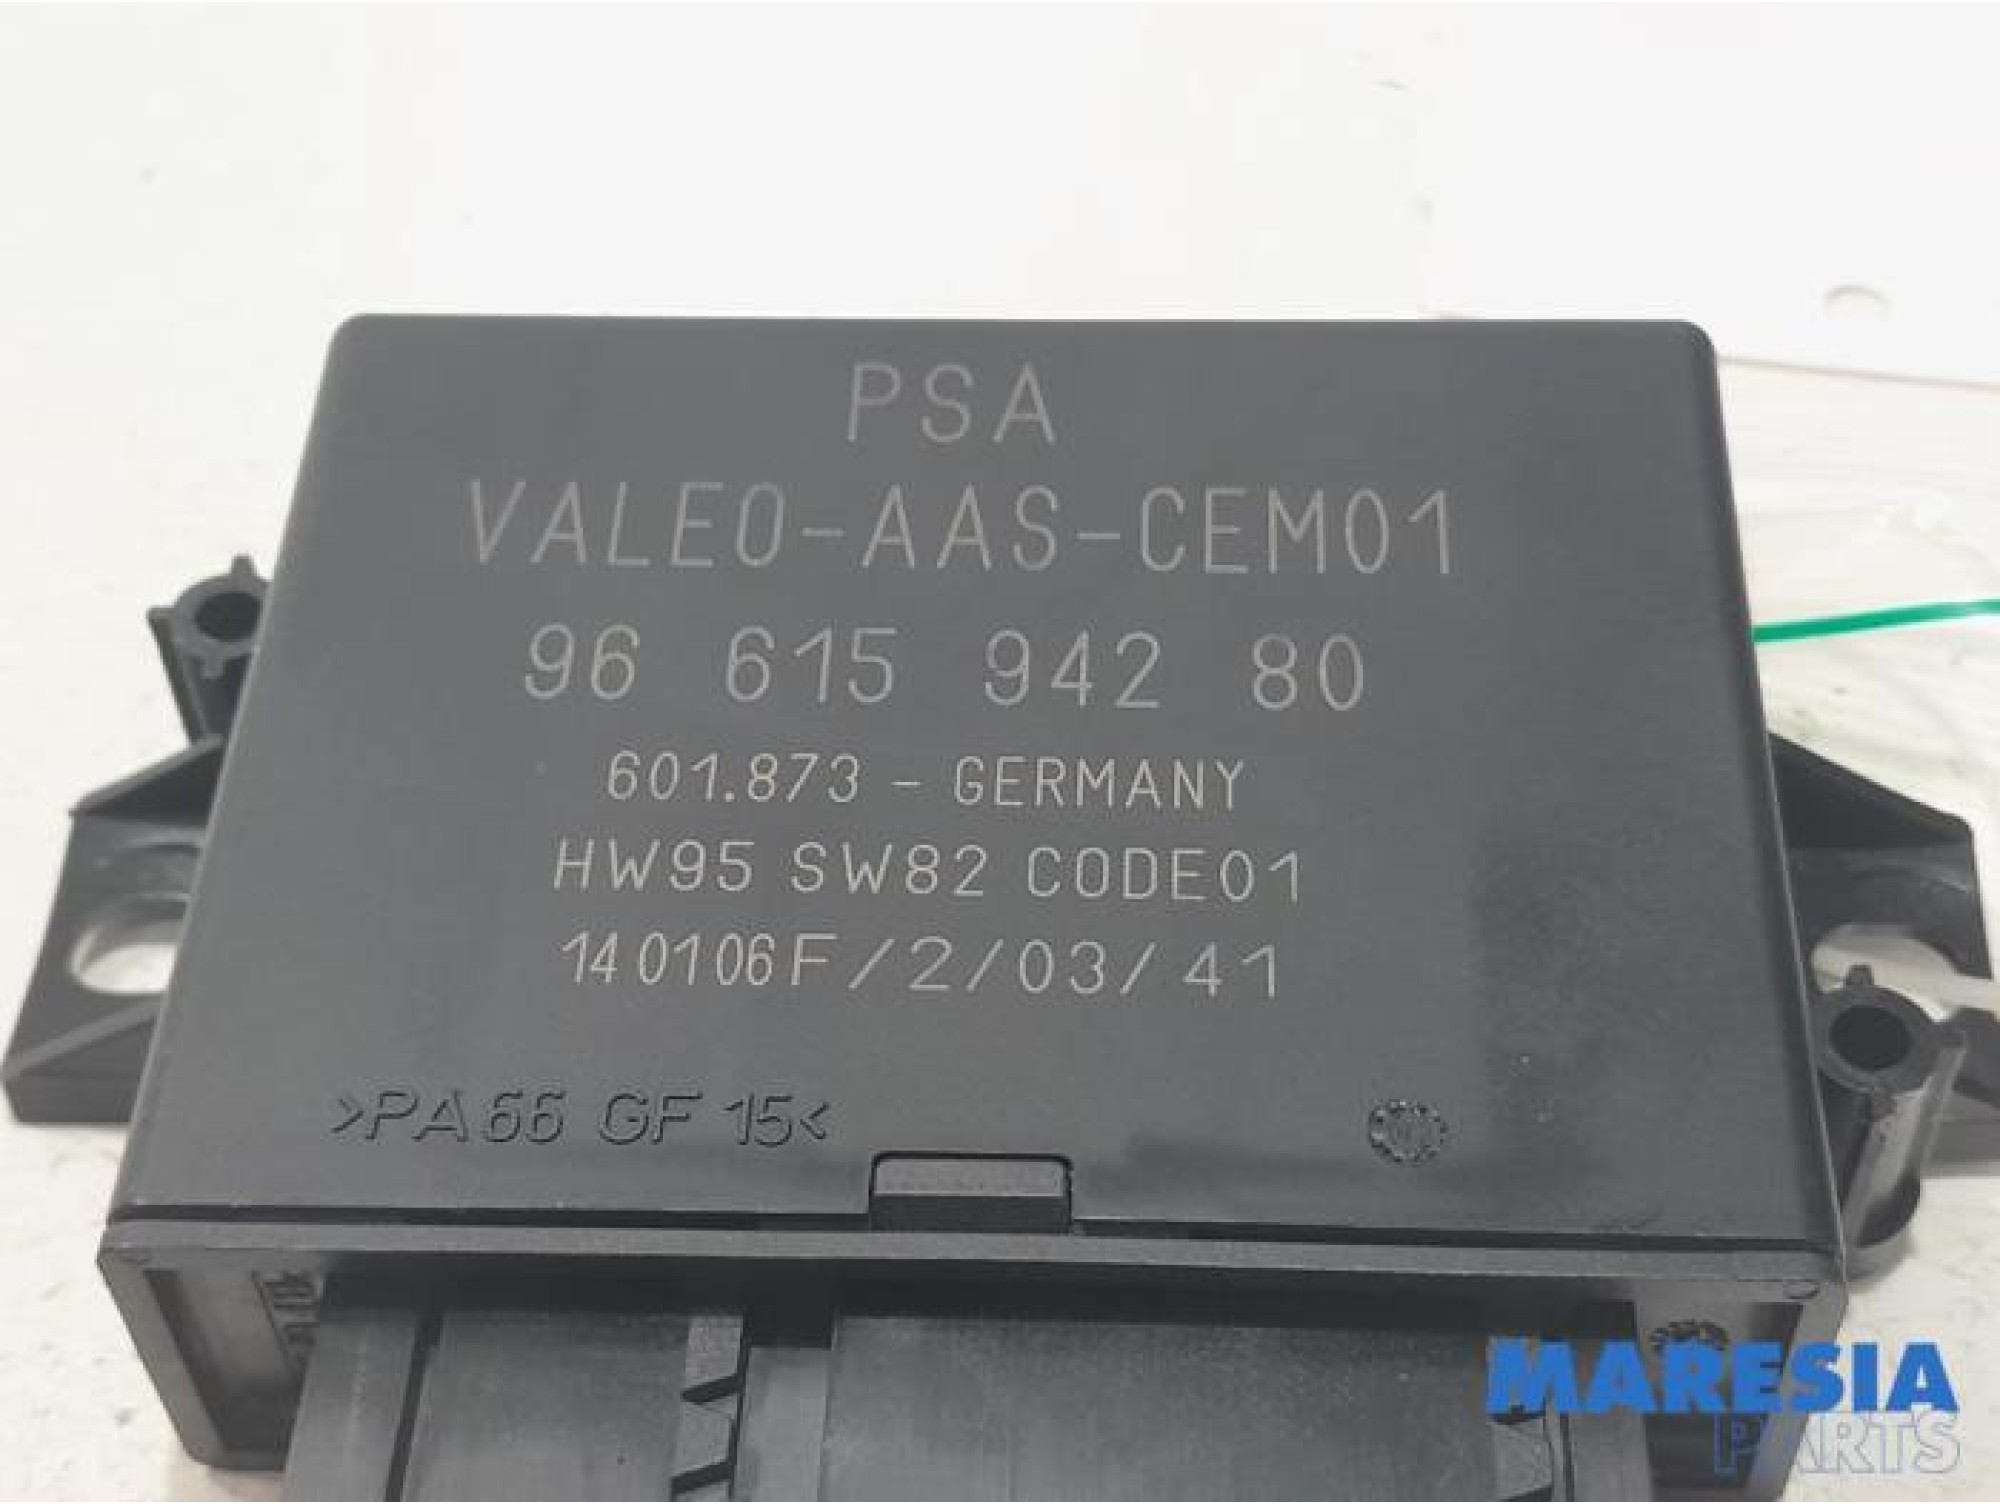 PSA
VALEO-AAS-CEM01
96 615 942 80
601.873 - GERMANY
HW95 SW82 CODE01
140106F/2/03/41
>PA66 GF 15<
MARESIA
PARTS